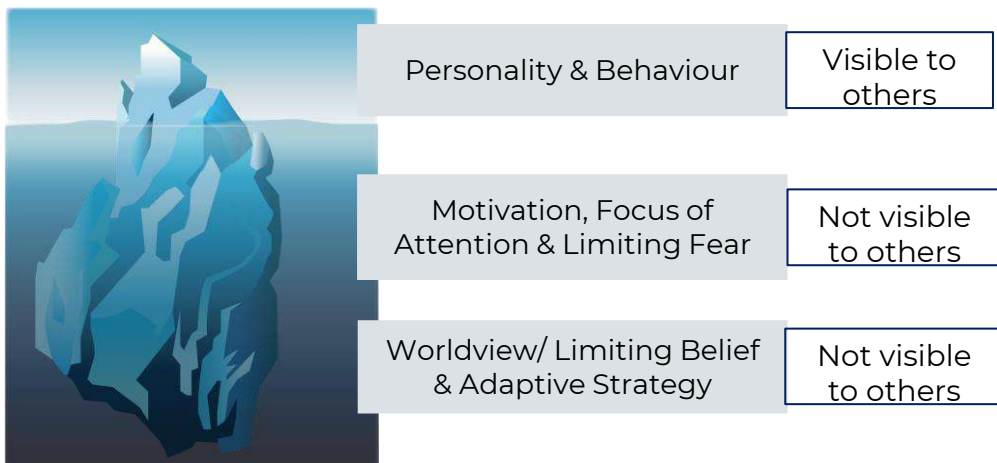 Personality & Behaviour
Visible to
others
Motivation, Focus of
Attention & Limiting Fear
Not visible
to others
Worldview/ Limiting Belief
& Adaptive Strategy
Not visible
to others